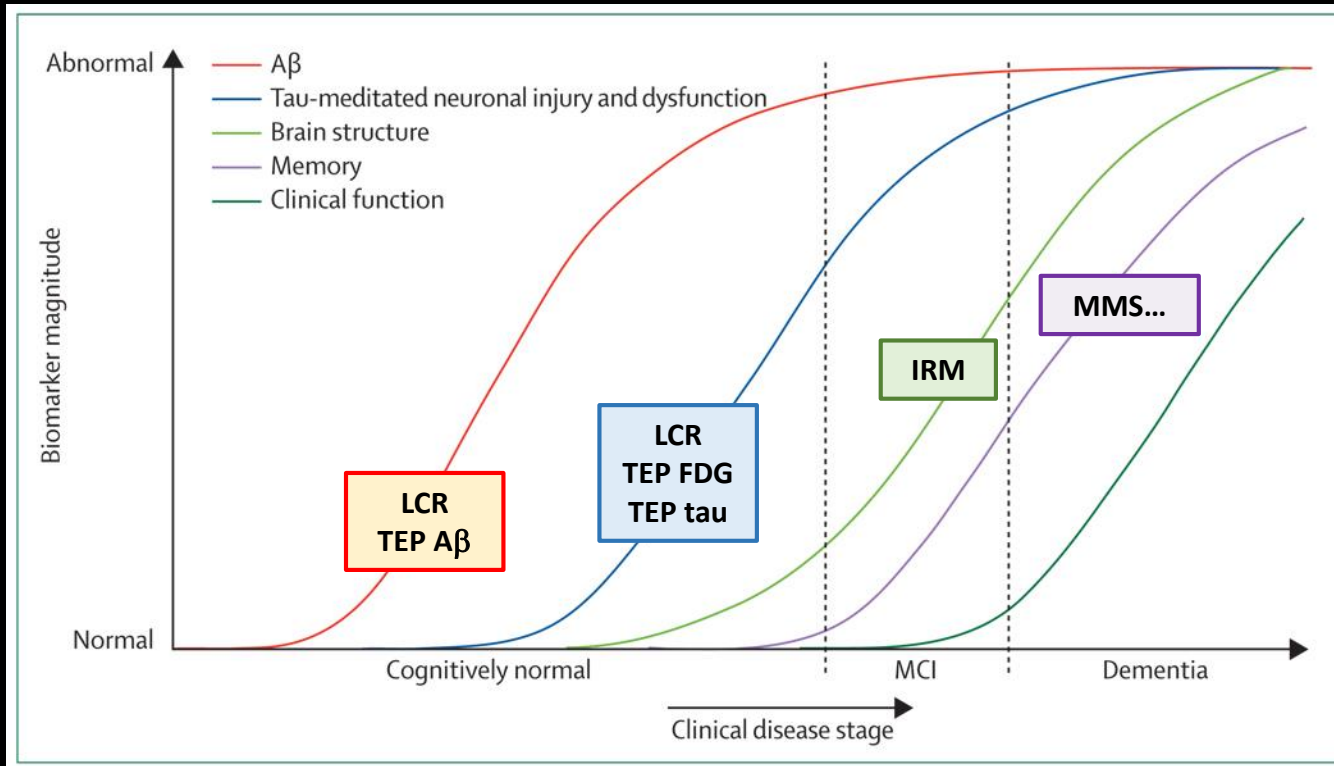 Abnormal
Aβ
Tau-meditated neuronal injury and dysfunction
Brain structure
Memory
Clinical function
Biomarker magnitude
MMS...
IRM
LCR
TEP FDG
TEP tau
LCR
TEP Aβ
Normal
Cognitively normal
MCI
Dementia
Clinical disease stage